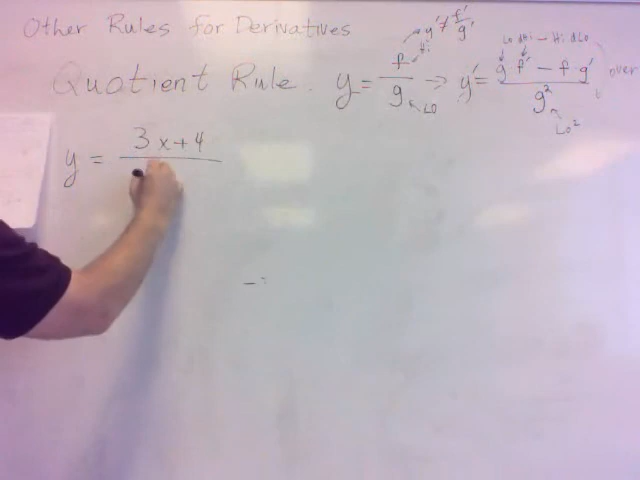 Other Rules for Derivatives
y' ≠ f'/g'
Quotient Rule. y = f/g → y' = (g f' - f g')/g²
Hi
Lo
Lo dHi - Hi dLo
over
Lo²
y = 3x+4